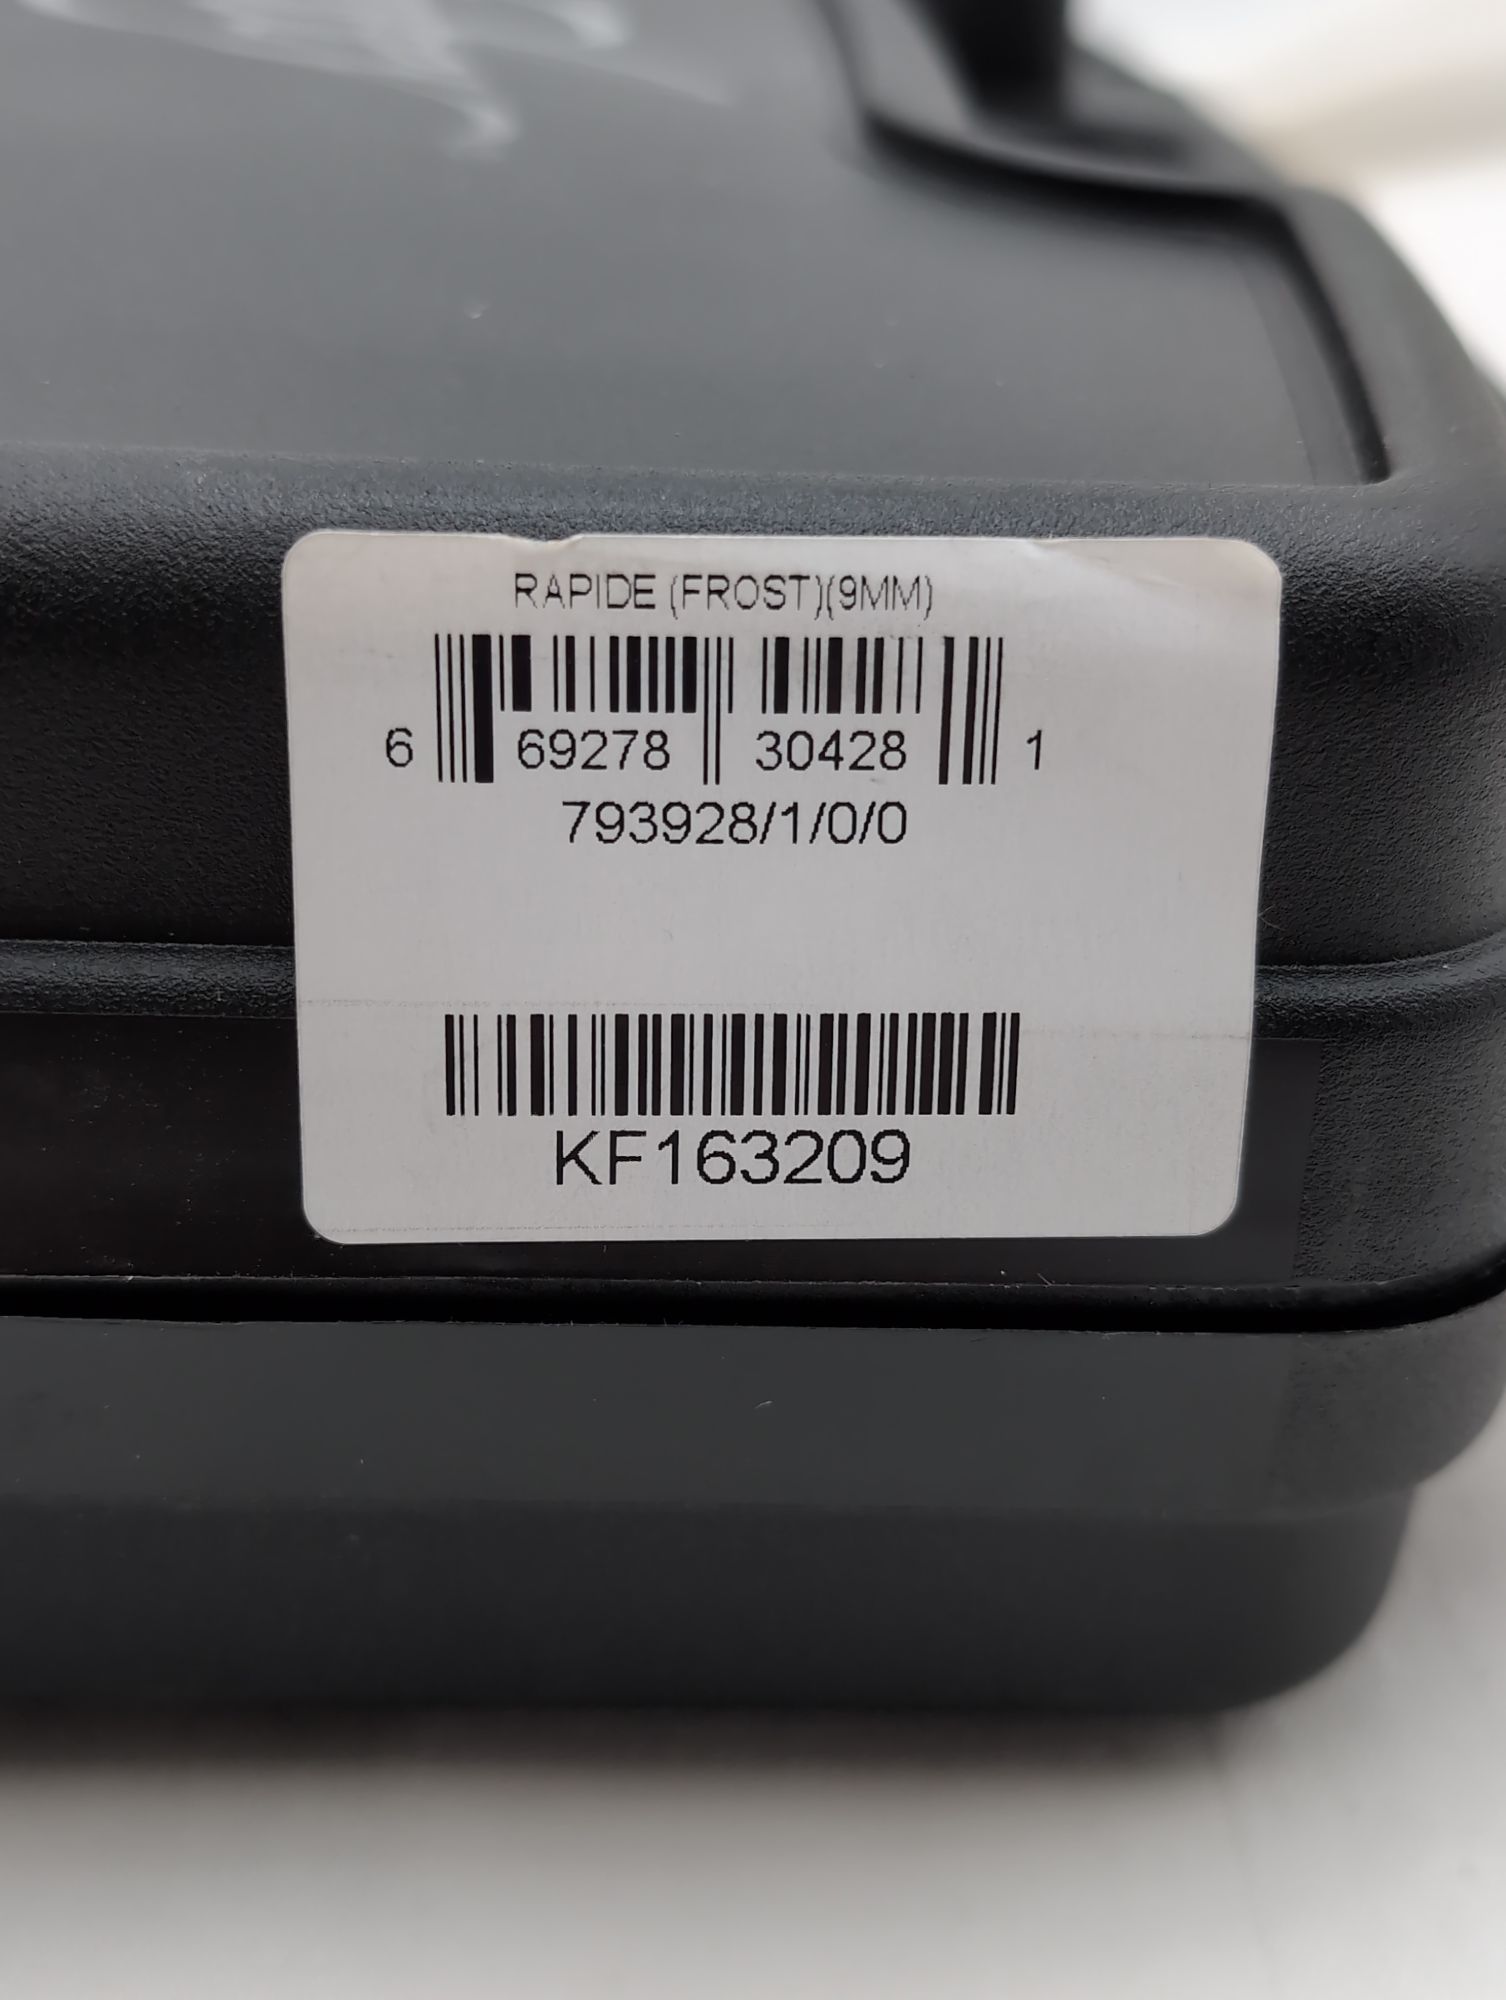 RAPIDE (FROST)(9MM)
6 69278 30428 1
793928/1/0/0
KF163209